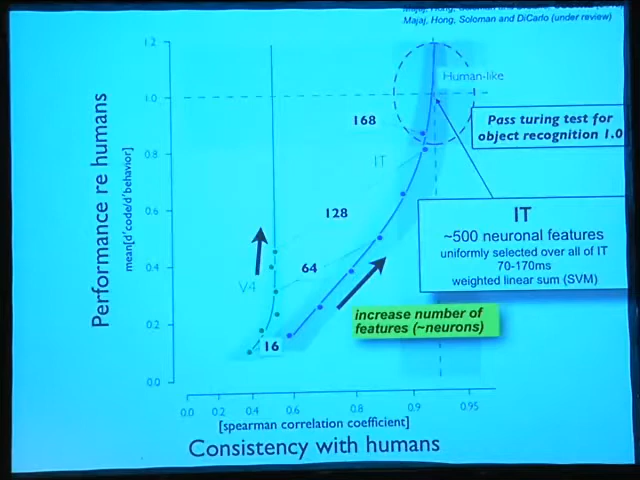 Majaj, Hong, Soloman and DiCarlo (under review)
1.2
Human-like
1.0
168
Pass turing test for
object recognition 1.0
Performance re humans
mean[d'code/d'behavior]
0.8
IT
IT
~500 neuronal features
uniformly selected over all of IT
70-170ms
weighted linear sum (SVM)
0.6
128
0.4
64
V4
increase number of
features (~neurons)
0.2
16
0.0
0.0 0.2 0.4 0.6 0.8 0.9 0.95
[spearman correlation coefficient]
Consistency with humans